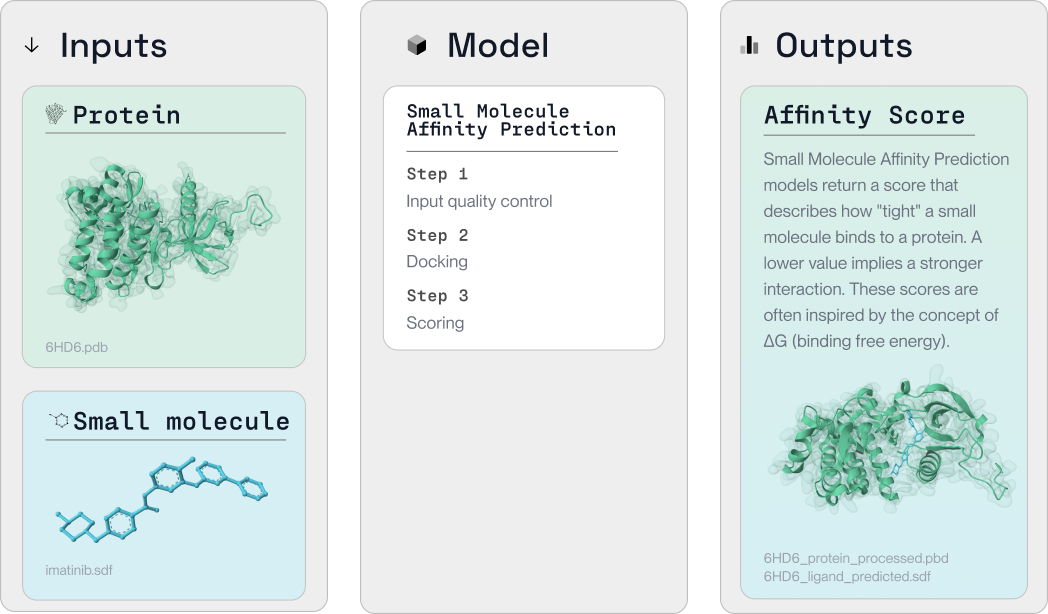 Inputs
Protein
6HD6.pdb
Small molecule
imatinib.sdf
Model
Small Molecule
Affinity Prediction
Step 1
Input quality control
Step 2
Docking
Step 3
Scoring
Outputs
Affinity Score
Small Molecule Affinity Prediction
models return a score that
describes how "tight" a small
molecule binds to a protein. A
lower value implies a stronger
interaction. These scores are
often inspired by the concept of
ΔG (binding free energy).
6HD6_protein_processed.pbd
6HD6_ligand_predicted.sdf